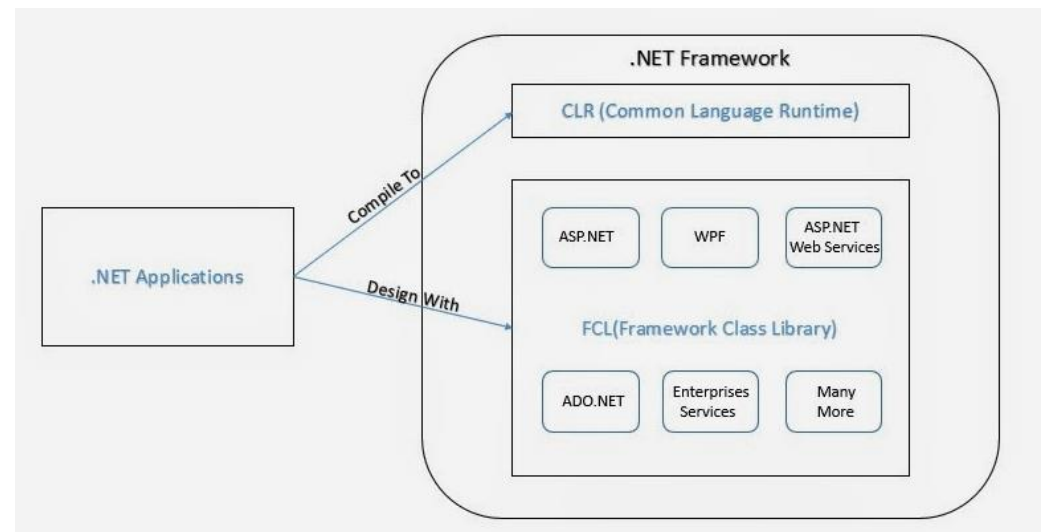 .NET Framework
CLR (Common Language Runtime)
Compile To
.NET Applications
Design With
ASP.NET
WPF
ASP.NET
Web Services
FCL(Framework Class Library)
ADO.NET
Enterprises
Services
Many
More